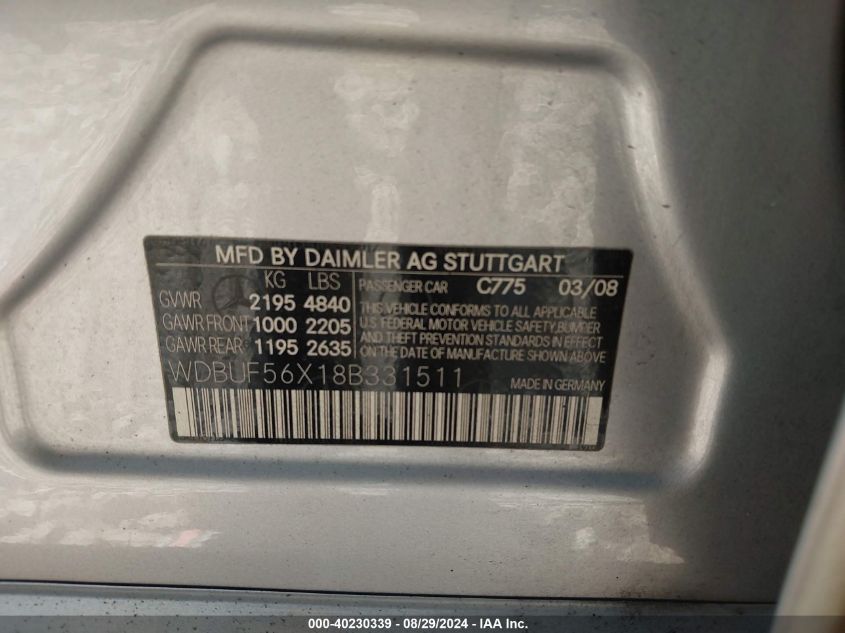 MFD BY DAIMLER AG STUTTGART
KG LBS PASSENGER CAR C775 03/08
GVWR 2195 4840
GAWR FRONT 1000 2205
GAWR REAR 1195 2635
THIS VEHICLE CONFORMS TO ALL APPLICABLE
U.S. FEDERAL MOTOR VEHICLE SAFETY, BUMPER
AND THEFT PREVENTION STANDARDS IN EFFECT
ON THE DATE OF MANUFACTURE SHOWN ABOVE
WDBUF56X18B331511 MADE IN GERMANY
000-40230339 - 08/29/2024 - IAA Inc.